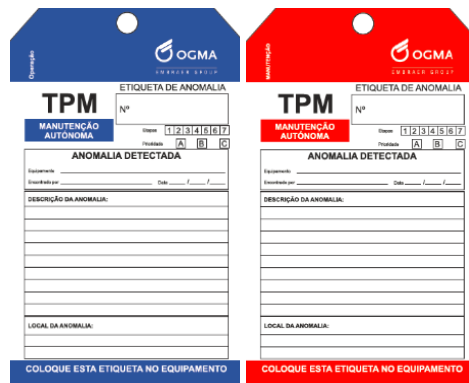 Operação
OGMA
EMBRAER GROUP
ETIQUETA DE ANOMALIA
TPM
Nº
MANUTENÇÃO
AUTÓNOMA
Etapas 1 2 3 4 5 6 7
Prioridade A B C
ANOMALIA DETECTADA
Equipamento
Encontrado por Data / /
DESCRIÇÃO DA ANOMALIA:
LOCAL DA ANOMALIA:
COLOQUE ESTA ETIQUETA NO EQUIPAMENTO
MANUTENÇÃO
OGMA
EMBRAER GROUP
ETIQUETA DE ANOMALIA
TPM
Nº
MANUTENÇÃO
AUTÓNOMA
Etapas 1 2 3 4 5 6 7
Prioridade A B C
ANOMALIA DETECTADA
Equipamento
Encontrado por Data / /
DESCRIÇÃO DA ANOMALIA:
LOCAL DA ANOMALIA:
COLOQUE ESTA ETIQUETA NO EQUIPAMENTO